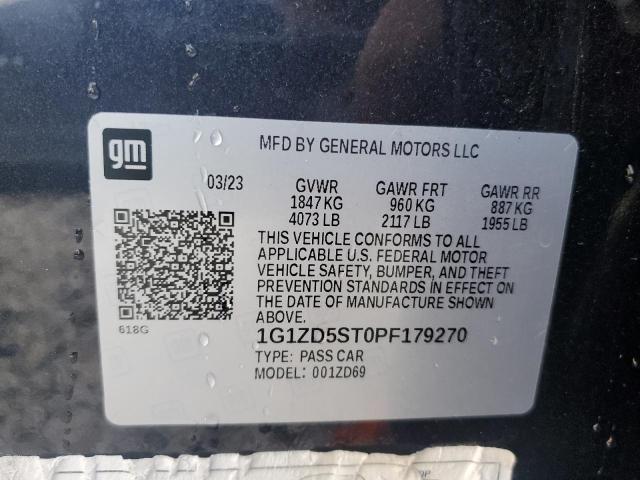 gm
MFD BY GENERAL MOTORS LLC
03/23 GVWR GAWR FRT GAWR RR
1847 KG 960 KG 887 KG
4073 LB 2117 LB 1955 LB
THIS VEHICLE CONFORMS TO ALL
APPLICABLE U.S. FEDERAL MOTOR
VEHICLE SAFETY, BUMPER, AND THEFT
PREVENTION STANDARDS IN EFFECT ON
THE DATE OF MANUFACTURE SHOWN
ABOVE.
618G
1G1ZD5ST0PF179270
TYPE: PASS CAR
MODEL: 001ZD69